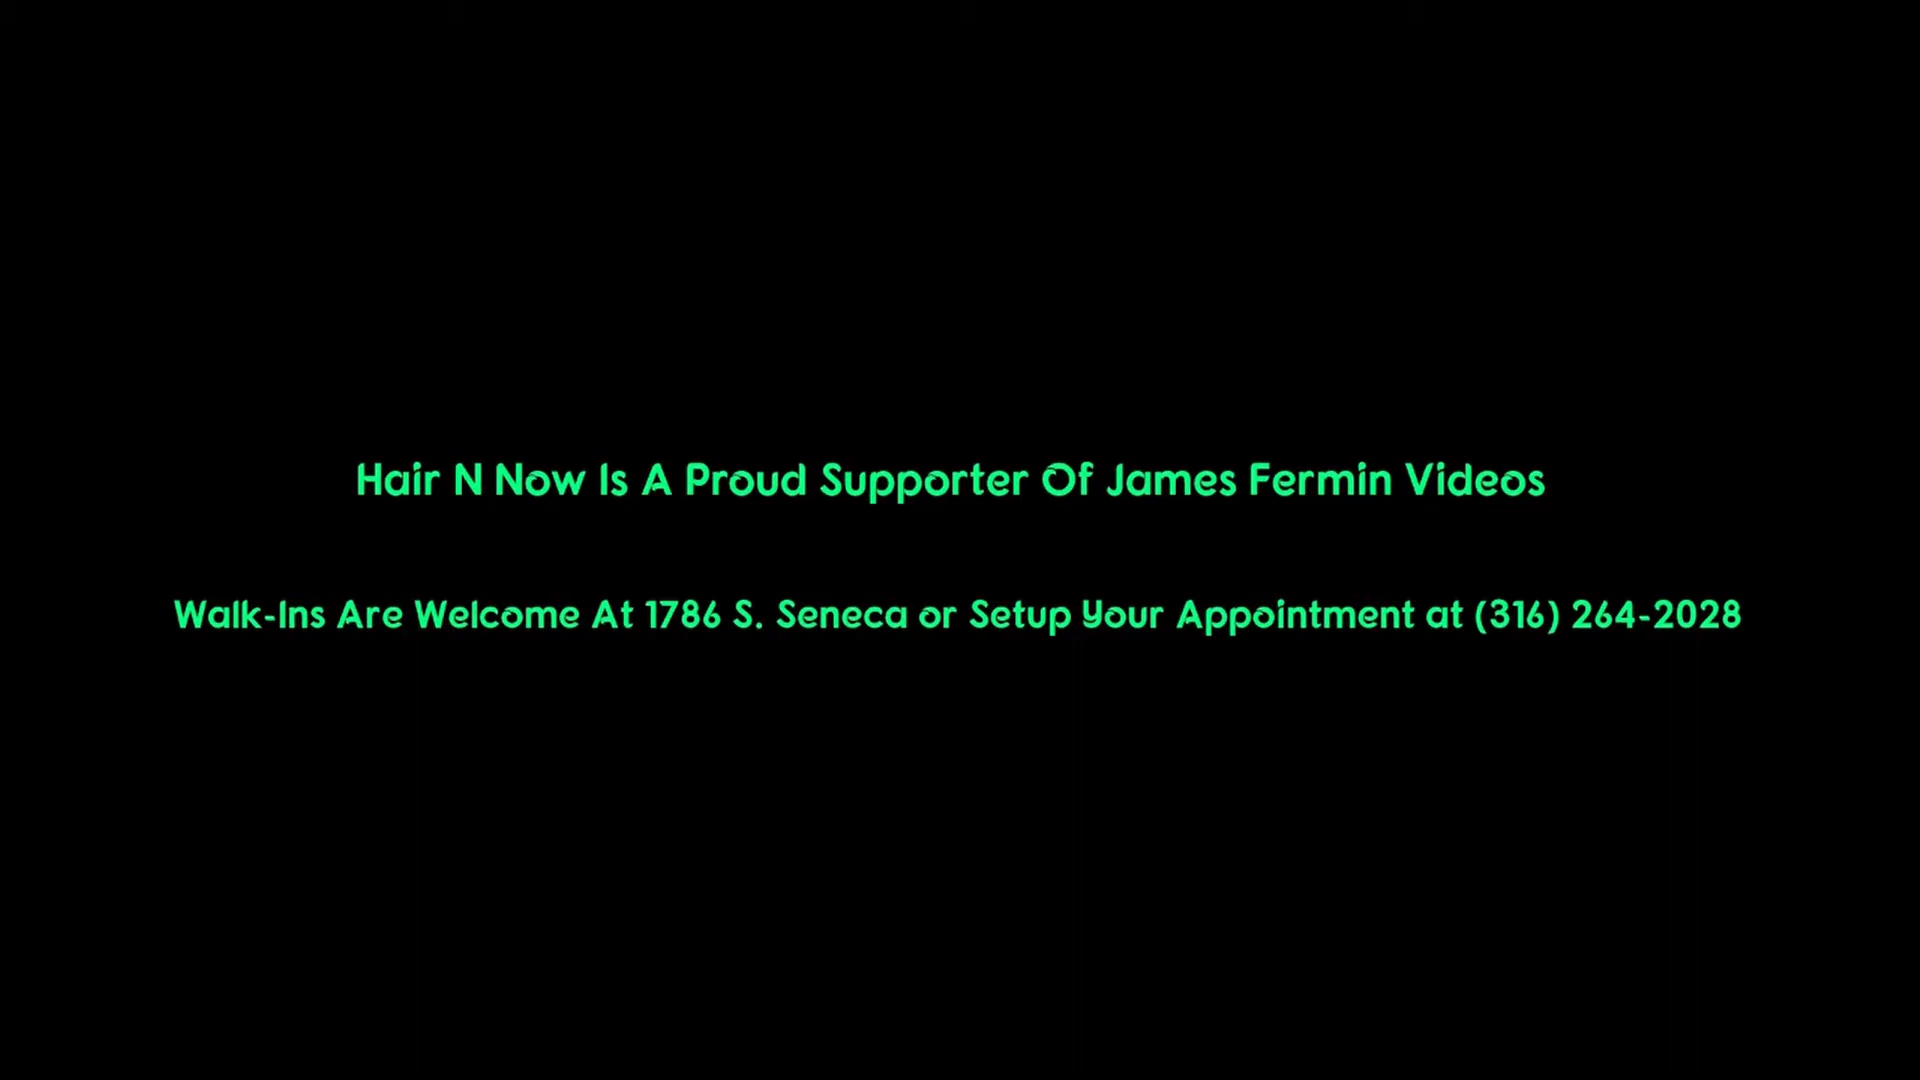 Hair N Now Is A Proud Supporter Of James Fermin Videos
Walk-Ins Are Welcome At 1786 S. Seneca or Setup Your Appointment at (316) 264-2028